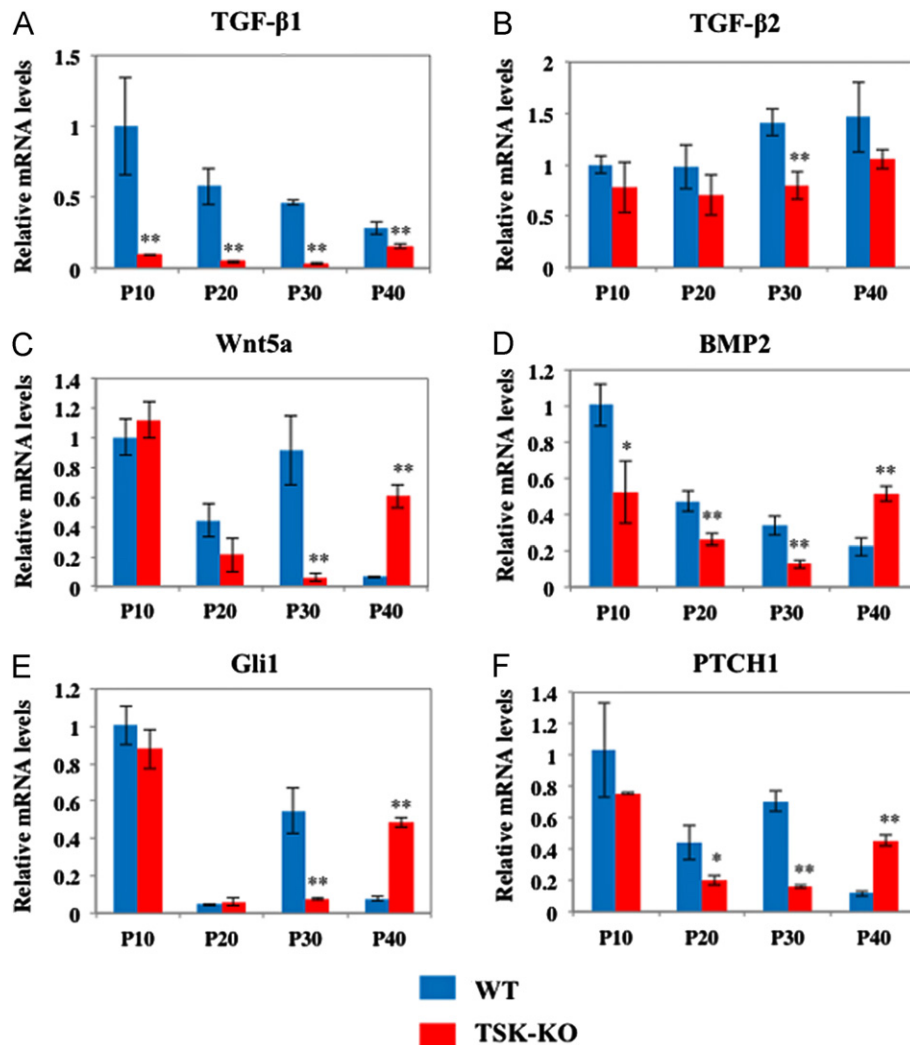 A
TGF-β1
Relative mRNA levels
1.5
1
0.5
0
**
**
**
**
P10 P20 P30 P40
B
TGF-β2
Relative mRNA levels
2
1.5
1
0.5
0
**
P10 P20 P30 P40
C
Wnt5a
Relative mRNA levels
1.4
1.2
1
0.8
0.6
0.4
0.2
0
**
**
P10 P20 P30 P40
D
BMP2
Relative mRNA levels
1.2
1
0.8
0.6
0.4
0.2
0
*
**
**
**
P10 P20 P30 P40
E
Gli1
Relative mRNA levels
1.2
1
0.8
0.6
0.4
0.2
0
**
**
P10 P20 P30 P40
F
PTCH1
Relative mRNA levels
1.4
1.2
1
0.8
0.6
0.4
0.2
0
*
**
**
P10 P20 P30 P40
WT
TSK-KO